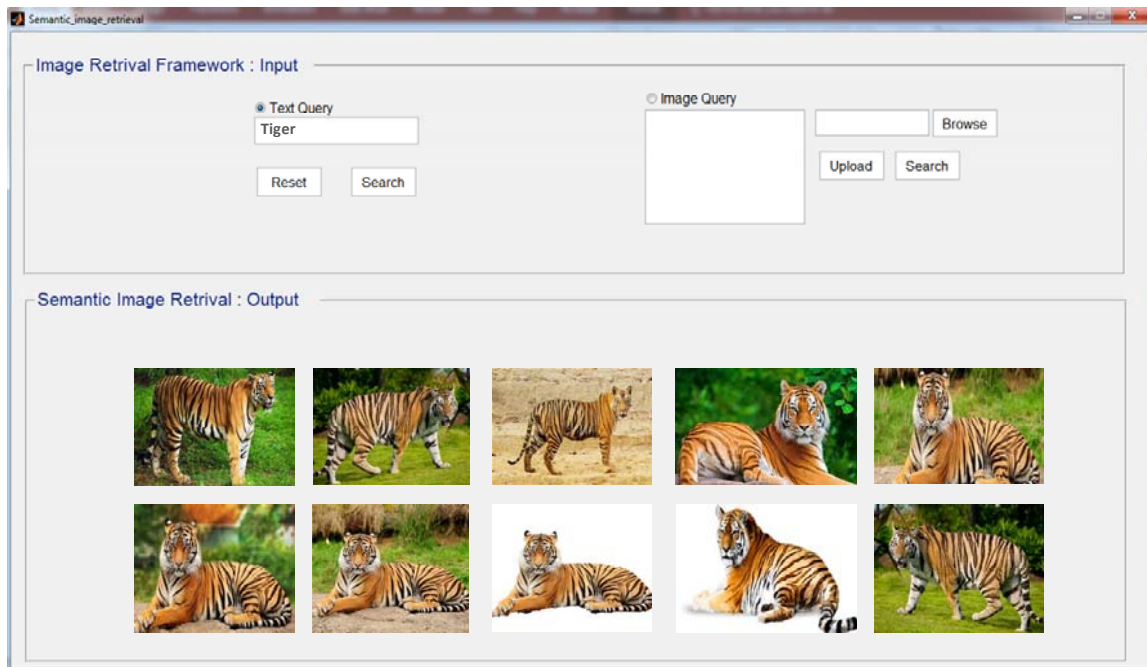 Semantic_image_retrieval
Image Retrival Framework : Input
Text Query
Image Query
Tiger
Browse
Upload
Search
Reset
Search
Semantic Image Retrival : Output